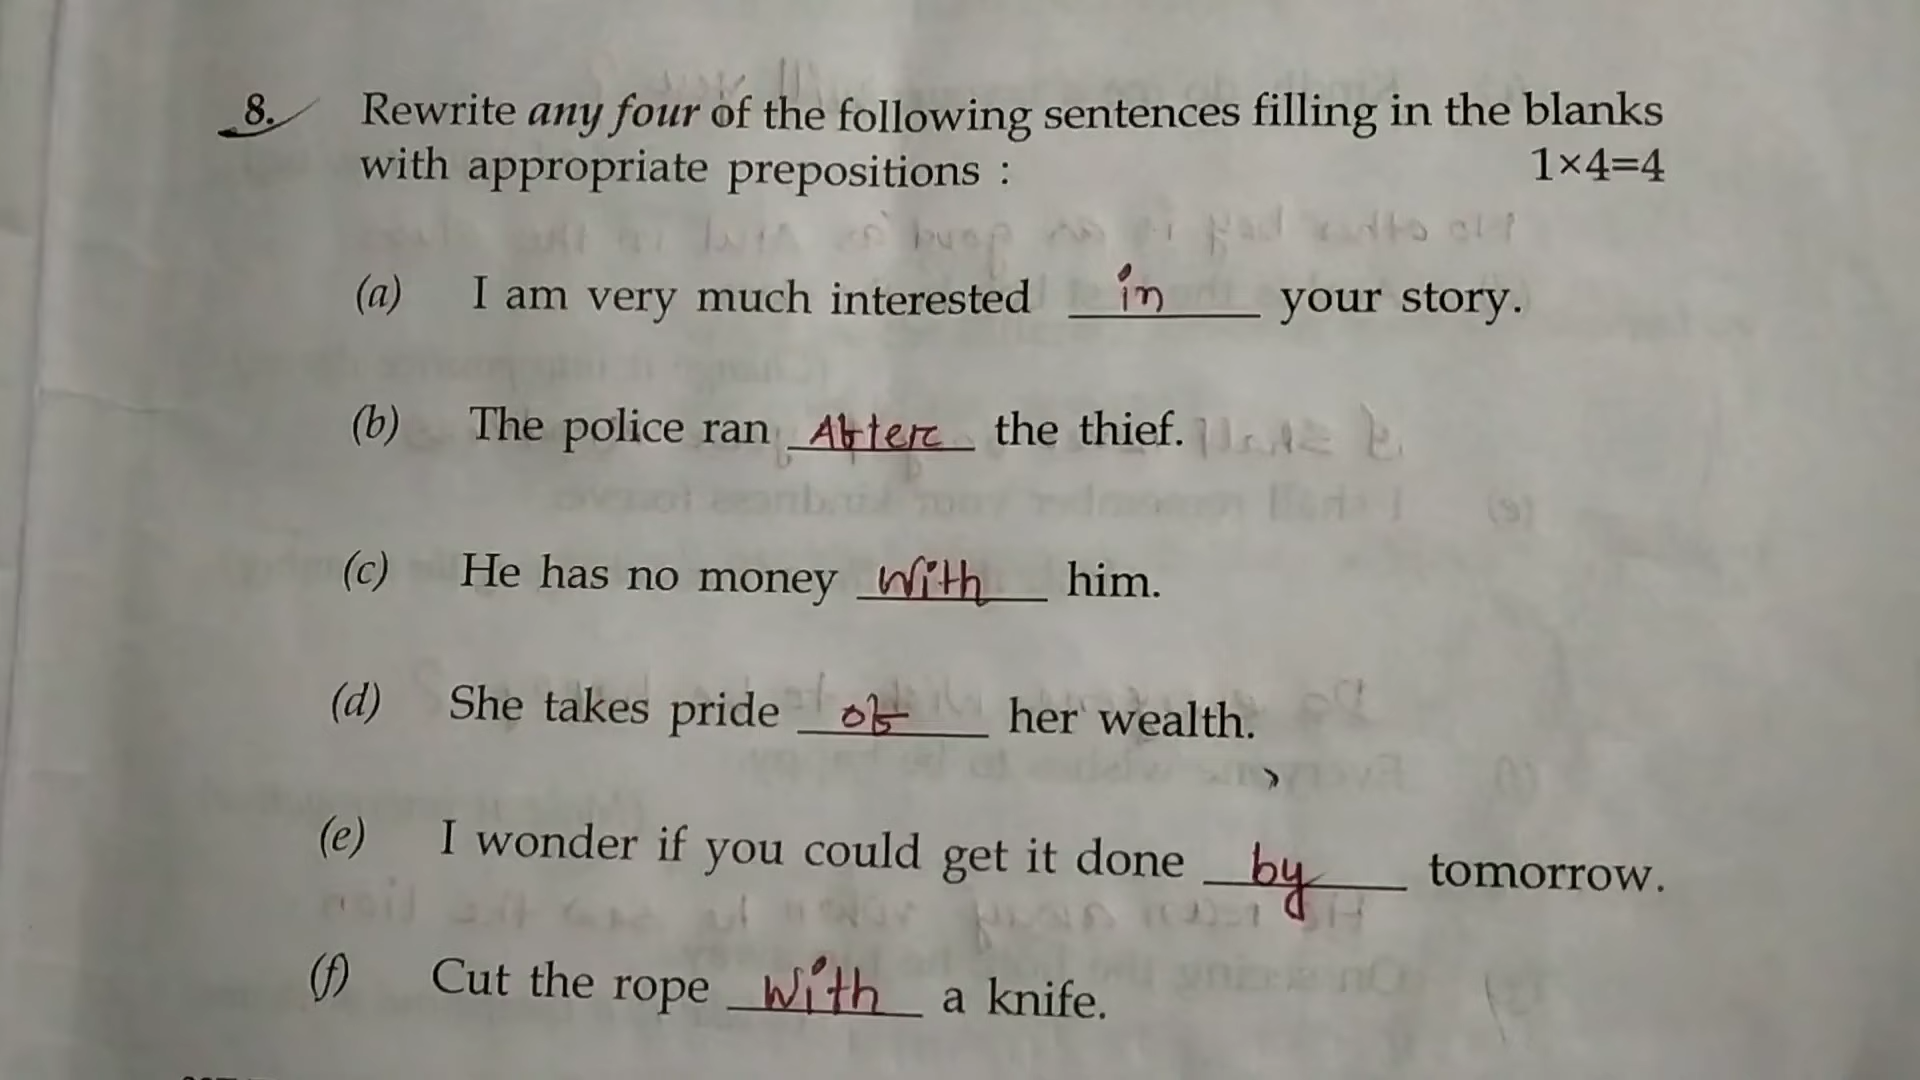 8. Rewrite any four of the following sentences filling in the blanks
with appropriate prepositions : 1×4=4
(a) I am very much interested in your story.
(b) The police ran After the thief.
(c) He has no money with him.
(d) She takes pride of her wealth.
(e) I wonder if you could get it done by tomorrow.
(f) Cut the rope with a knife.